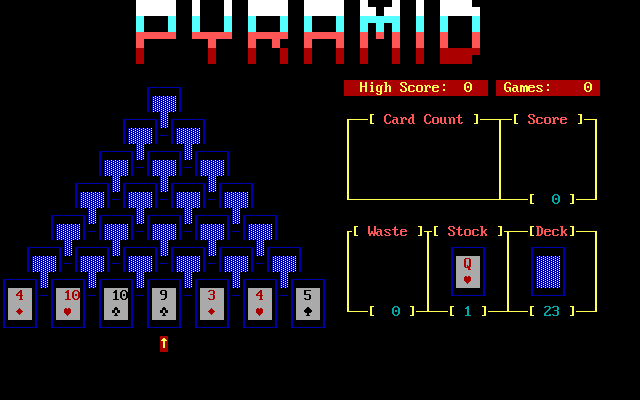 PYRAMID
High Score: 0 Games: 0
[ Card Count ] [ Score ]
[ 0 ]
[ Waste ] [ Stock ] [Deck]
Q♥
4♦ 10♥ 10♣ 9♣ 3♦ 4♥ 5♠
[ 0 ] [ 1 ] [ 23 ]
↑